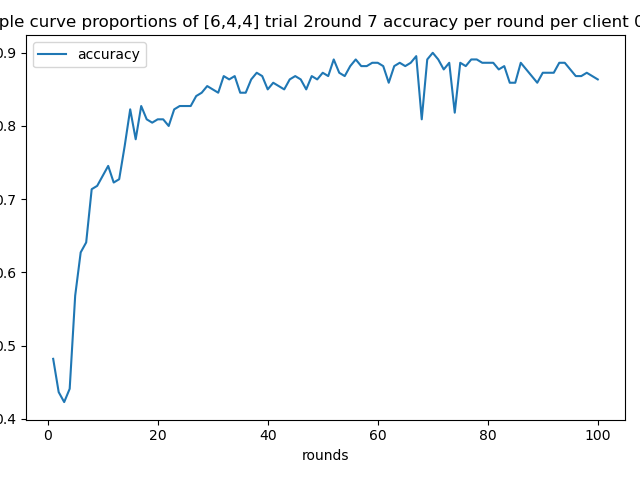 ple curve proportions of [6,4,4] trial 2round 7 accuracy per round per client 0
accuracy
0.9
0.8
0.7
0.6
0.5
0.4
0 20 40 60 80 100
rounds